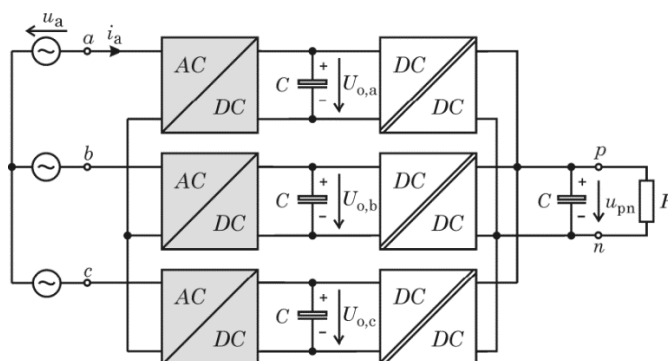 u_a
a i_a
AC DC C + − U_o,a DC DC
b
AC DC C + − U_o,b DC DC C + − u_pn p n
c
AC DC C + − U_o,c DC DC